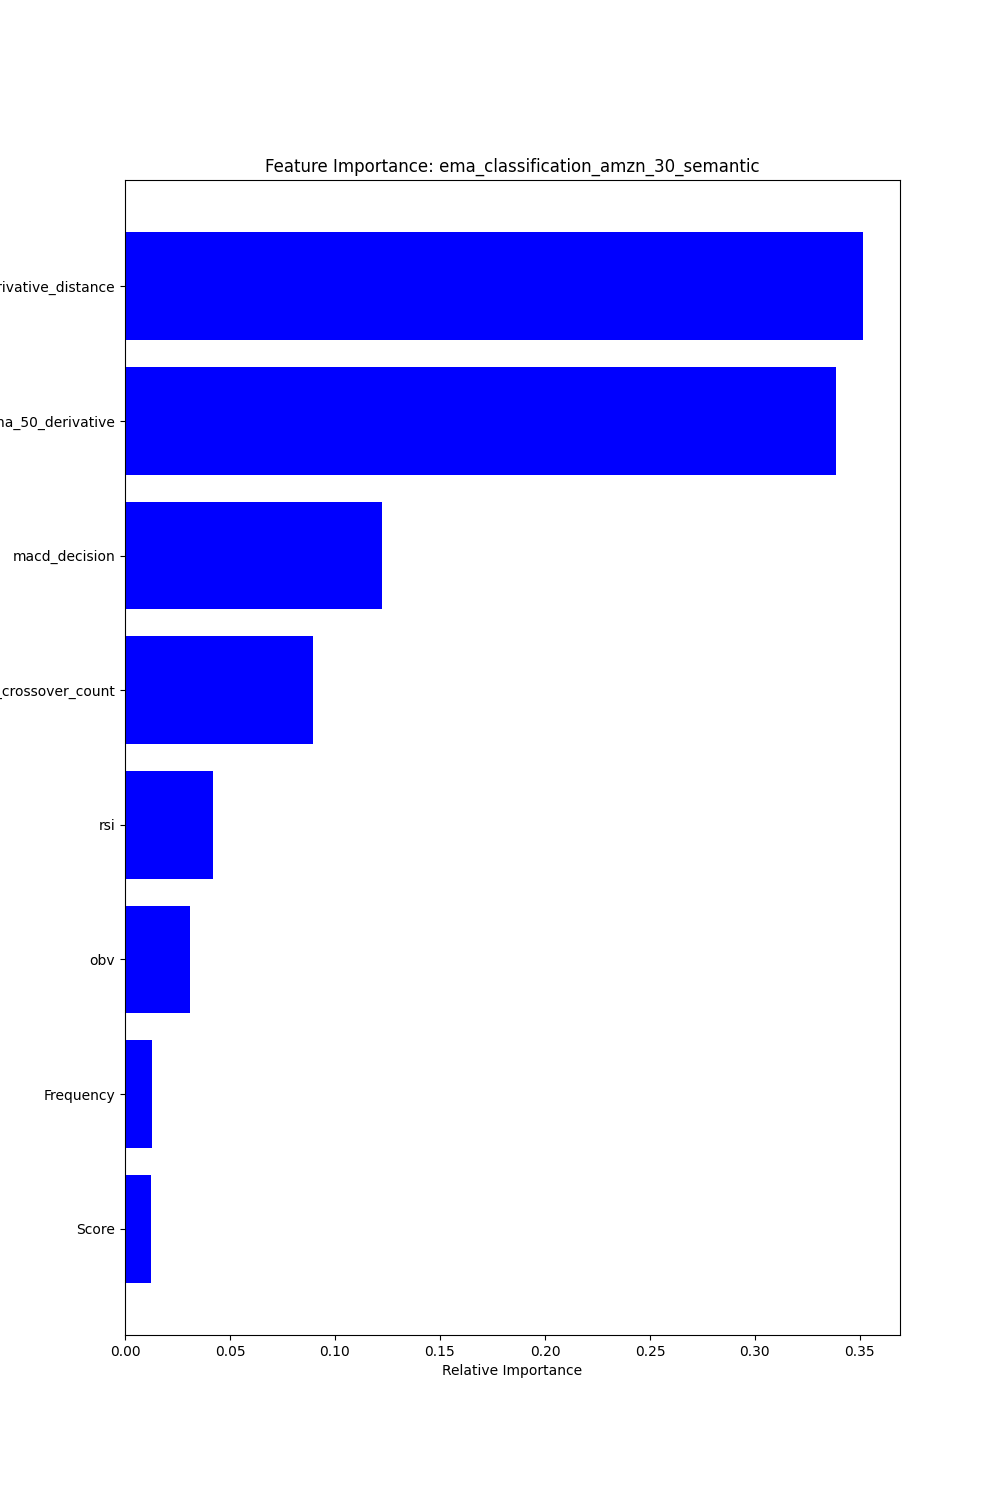 Feature Importance: ema_classification_amzn_30_semantic
rivative_distance
na_50_derivative
macd_decision
_crossover_count
rsi
obv
Frequency
Score
0.00 0.05 0.10 0.15 0.20 0.25 0.30 0.35
Relative Importance